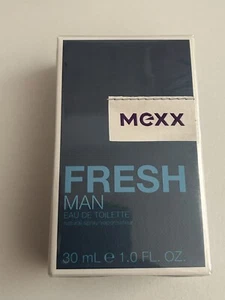 mexx
FRESH
MAN
EAU DE TOILETTE
30 mL e 1.0 FL. OZ.